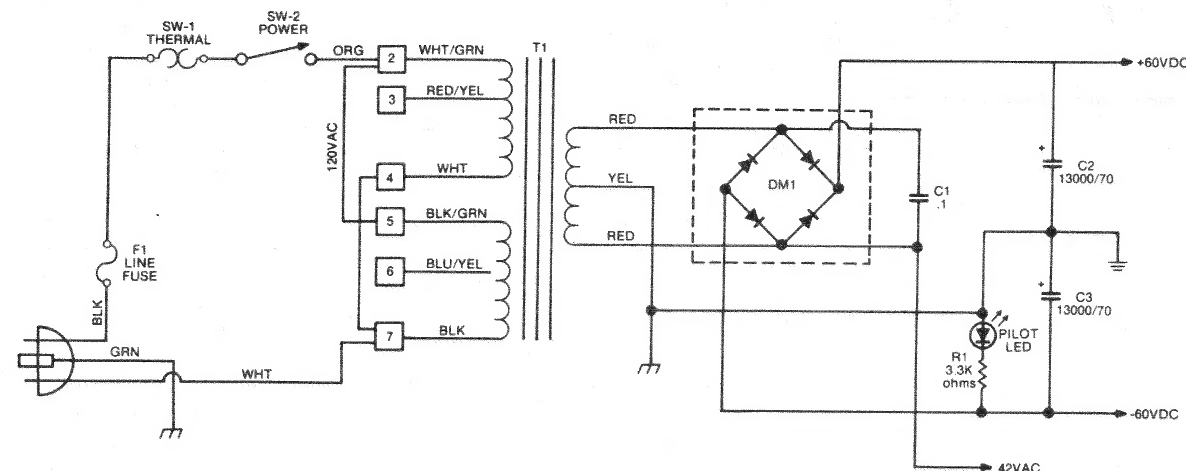 SW-1
THERMAL
SW-2
POWER
ORG
2
WHT/GRN
T1
3
RED/YEL
120VAC
4
WHT
5
BLK/GRN
6
BLU/YEL
7
BLK
F1
LINE
FUSE
BLK
GRN
WHT
RED
YEL
RED
DM1
C1
.1
+60VDC
+
C2
13000/70
+
C3
13000/70
PILOT
LED
R1
3.3K
ohms
-60VDC
42VAC